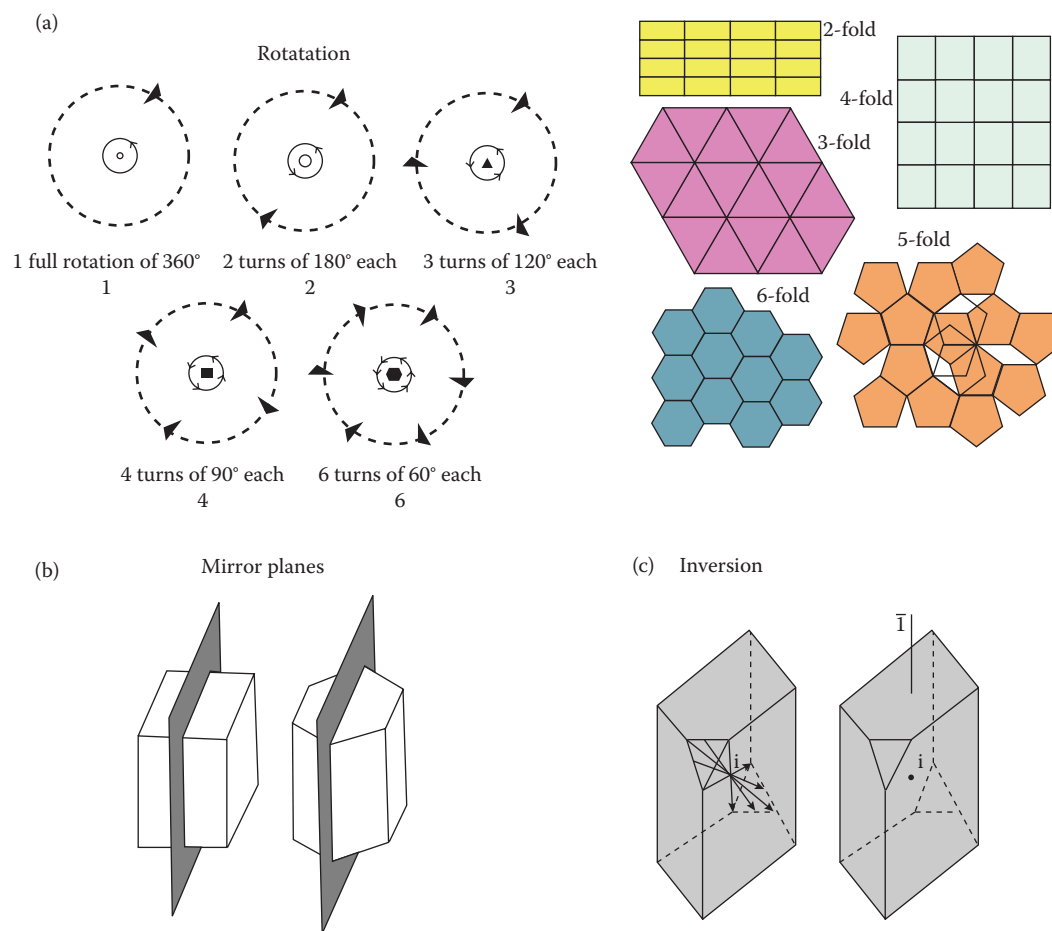 (a)
Rotatation
1 full rotation of 360°
1
2 turns of 180° each
2
3 turns of 120° each
3
4 turns of 90° each
4
6 turns of 60° each
6
2-fold
4-fold
3-fold
5-fold
6-fold
(b)
Mirror planes
(c) Inversion
i
1̅
i